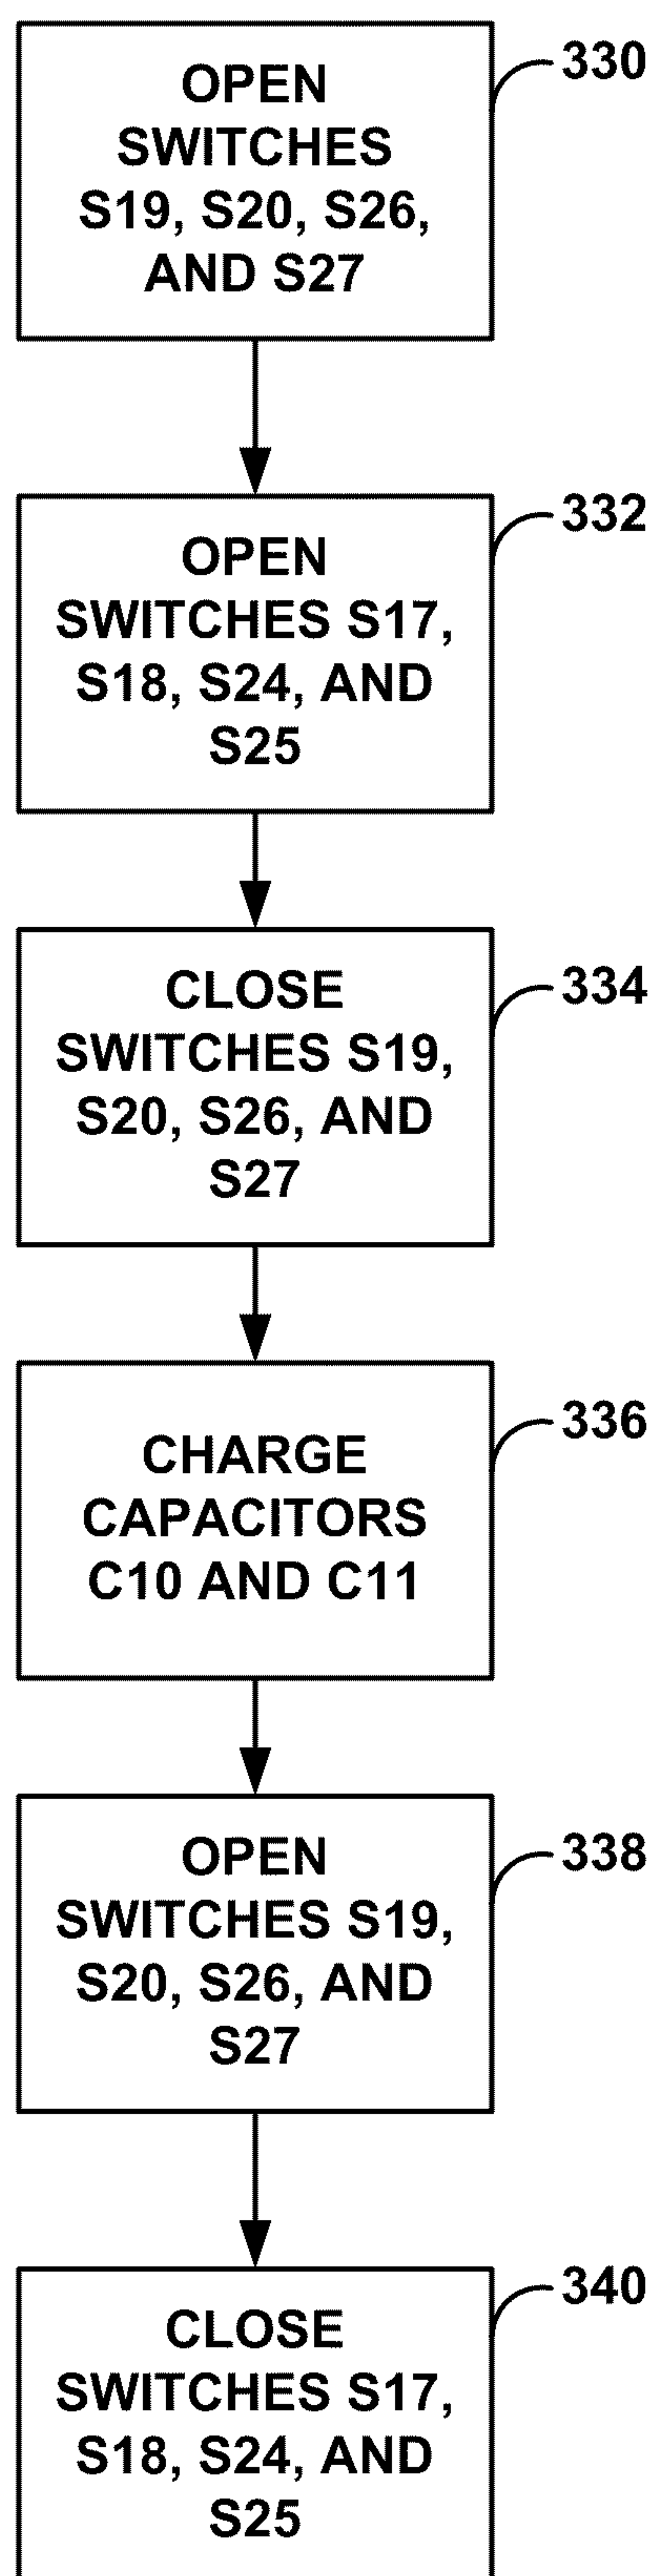 330
OPEN
SWITCHES
S19, S20, S26,
AND S27
332
OPEN
SWITCHES S17,
S18, S24, AND
S25
334
CLOSE
SWITCHES S19,
S20, S26, AND
S27
336
CHARGE
CAPACITORS
C10 AND C11
338
OPEN
SWITCHES S19,
S20, S26, AND
S27
340
CLOSE
SWITCHES S17,
S18, S24, AND
S25